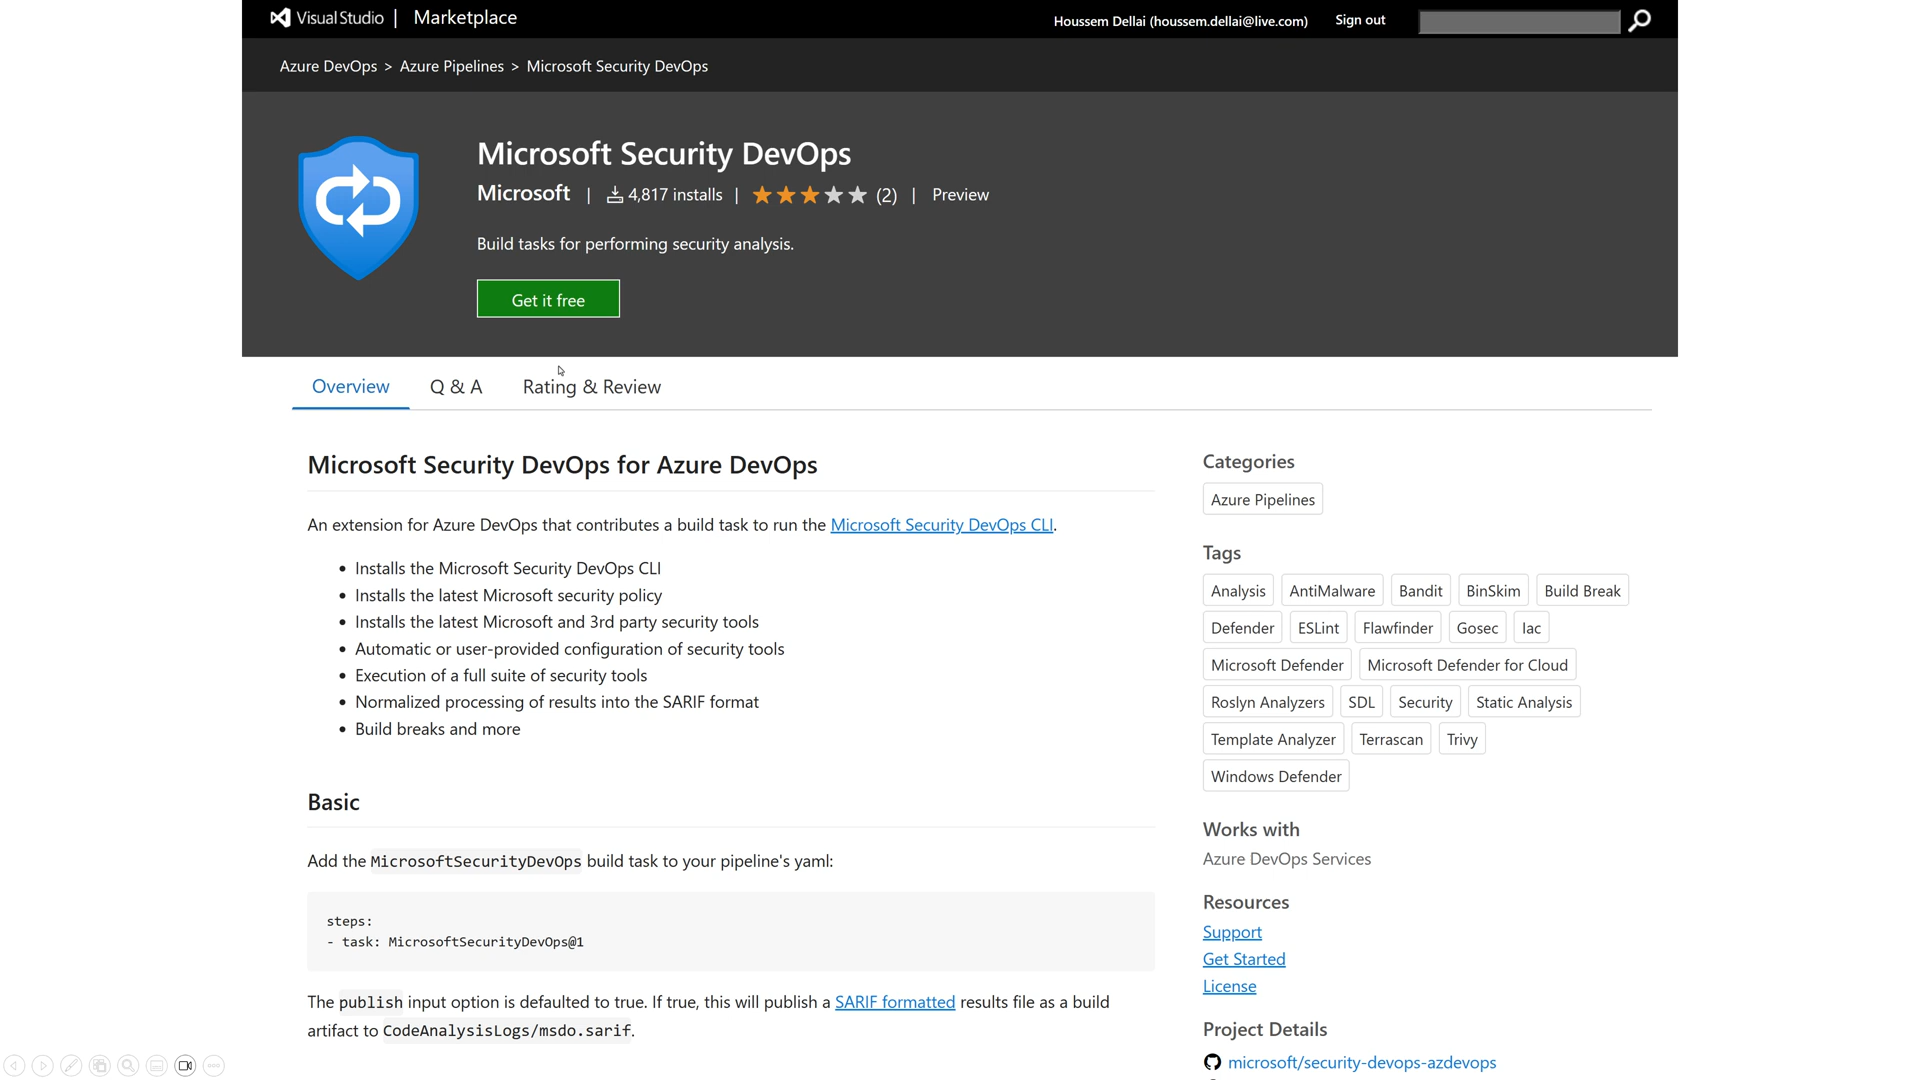 Visual Studio | Marketplace
Houssem Dellai (houssem.dellai@live.com) Sign out
Azure DevOps > Azure Pipelines > Microsoft Security DevOps
Microsoft Security DevOps
Microsoft | 4,817 installs | (2) | Preview
Build tasks for performing security analysis.
Get it free
Overview Q & A Rating & Review
Microsoft Security DevOps for Azure DevOps
An extension for Azure DevOps that contributes a build task to run the Microsoft Security DevOps CLI.
• Installs the Microsoft Security DevOps CLI
• Installs the latest Microsoft security policy
• Installs the latest Microsoft and 3rd party security tools
• Automatic or user-provided configuration of security tools
• Execution of a full suite of security tools
• Normalized processing of results into the SARIF format
• Build breaks and more
Basic
Add the MicrosoftSecurityDevOps build task to your pipeline's yaml:
steps:
- task: MicrosoftSecurityDevOps@1
The publish input option is defaulted to true. If true, this will publish a SARIF formatted results file as a build
artifact to CodeAnalysisLogs/msdo.sarif.
Categories
Azure Pipelines
Tags
Analysis AntiMalware Bandit BinSkim Build Break
Defender ESLint Flawfinder Gosec Iac
Microsoft Defender Microsoft Defender for Cloud
Roslyn Analyzers SDL Security Static Analysis
Template Analyzer Terrascan Trivy
Windows Defender
Works with
Azure DevOps Services
Resources
Support
Get Started
License
Project Details
microsoft/security-devops-azdevops